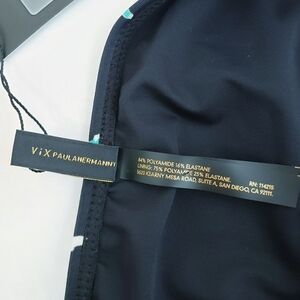 ViX PAULAHERMANNY
84% POLYAMIDE 16% ELASTANE
LINING: 75% POLYAMIDE 25% ELASTANE.
RN: 114215
5620 KEARNY MESA ROAD, SUITE A, SAN DIEGO, CA 92111.